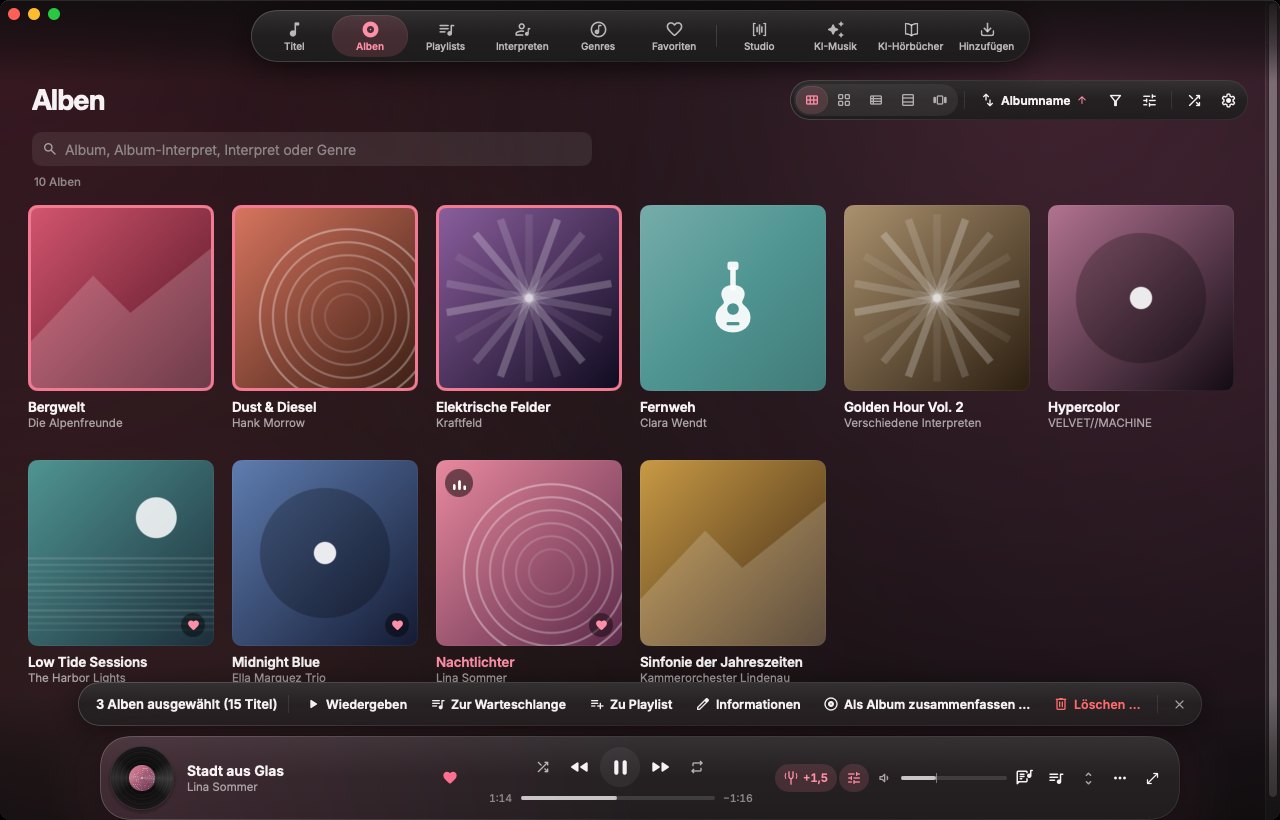 Titel
Alben
Playlists
Interpreten
Genres
Favoriten
Studio
KI-Musik
KI-Hörbücher
Hinzufügen
Alben
Albumname
Album, Album-Interpret, Interpret oder Genre
10 Alben
Bergwelt
Die Alpenfreunde
Dust & Diesel
Hank Morrow
Elektrische Felder
Kraftfeld
Fernweh
Clara Wendt
Golden Hour Vol. 2
Verschiedene Interpreten
Hypercolor
VELVET//MACHINE
Low Tide Sessions
The Harbor Lights
Midnight Blue
Ella Marquez Trio
Nachtlichter
Lina Sommer
Sinfonie der Jahreszeiten
Kammerorchester Lindenau
3 Alben ausgewählt (15 Titel)
Wiedergeben
Zur Warteschlange
Zu Playlist
Informationen
Als Album zusammenfassen ...
Löschen ...
Stadt aus Glas
Lina Sommer
1:14
−1:16
+1,5